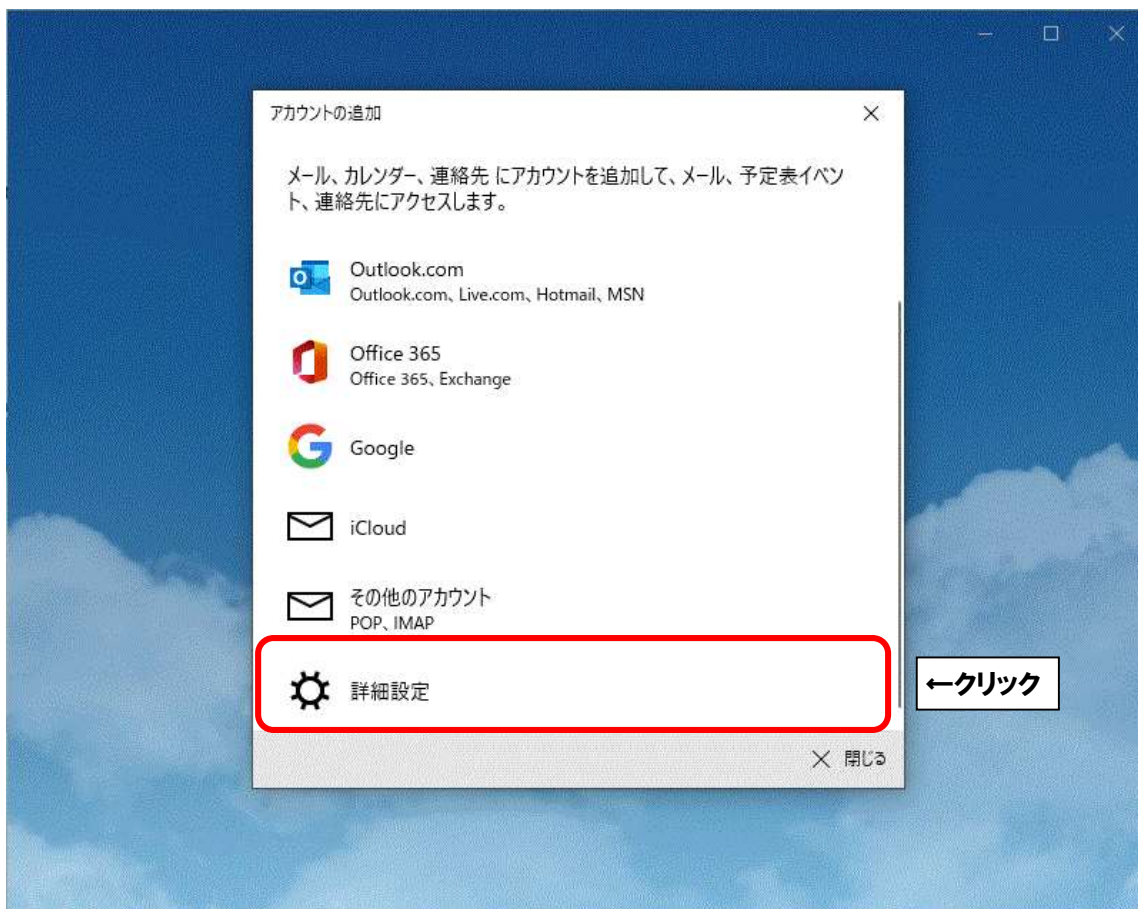 アカウントの追加
メール、カレンダー、連絡先 にアカウントを追加して、メール、予定表イベン
ト、連絡先にアクセスします。
Outlook.com
Outlook.com、Live.com、Hotmail、MSN
Office 365
Office 365、Exchange
Google
iCloud
その他のアカウント
POP、IMAP
詳細設定
←クリック
閉じる